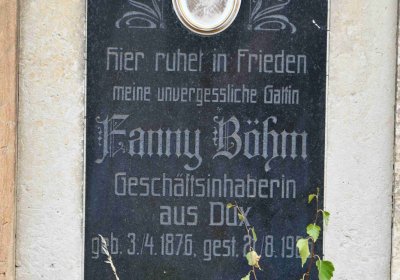 Hier ruhet in Frieden
meine unvergessliche Gattin
Fanny Böhm
Geschäftsinhaberin
aus Dux
geb. 3./4. 1876, gest.